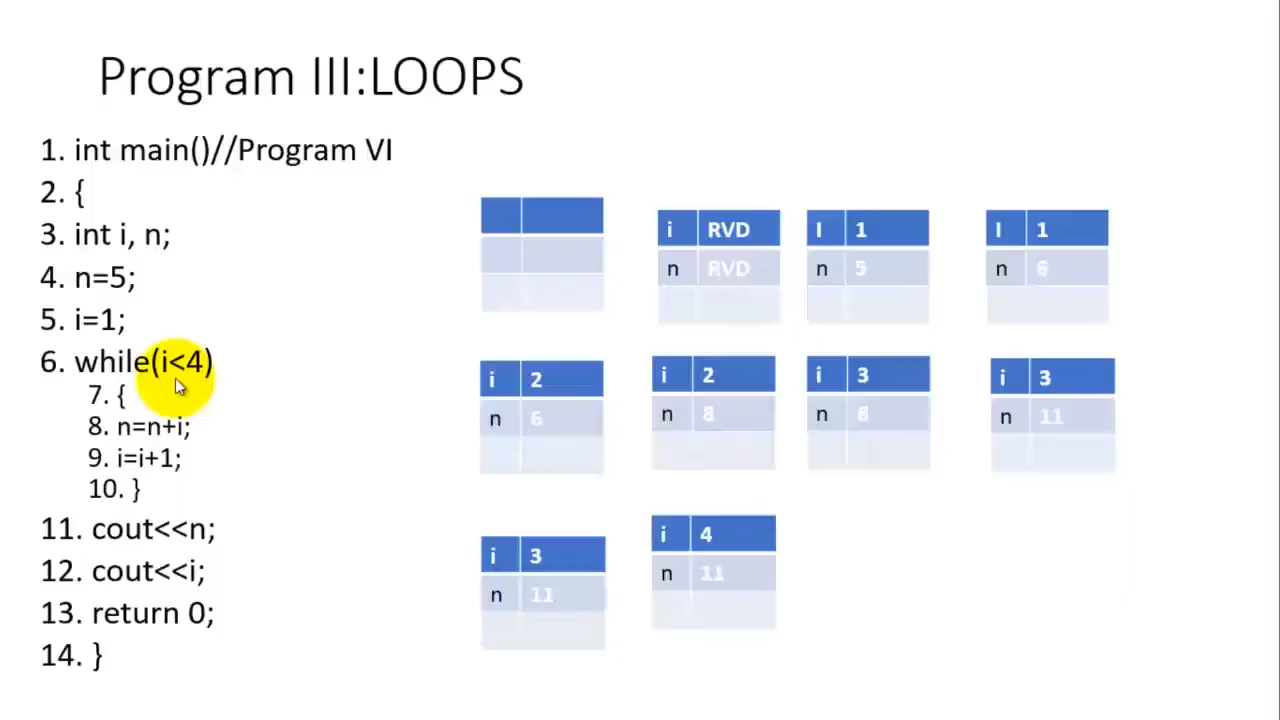 Program III:LOOPS
1. int main()//Program VI
2. {
3. int i, n;
4. n=5;
5. i=1;
6. while(i<4)
7. {
8. n=n+i;
9. i=i+1;
10. }
11. cout<<n;
12. cout<<i;
13. return 0;
14. }
i RVD
n RVD
I 1
n 5
I 1
n 6
i 2
n 6
i 2
n 8
i 3
n 8
i 3
n 11
i 3
n 11
i 4
n 11